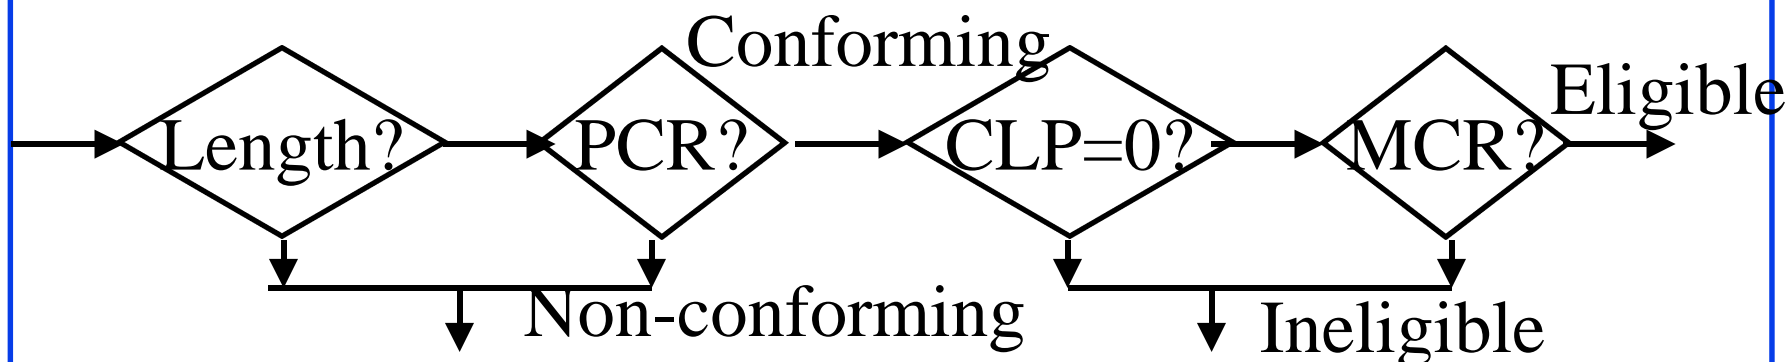 Conforming
Eligible
Length?
PCR?
CLP=0?
MCR?
Non-conforming
Ineligible